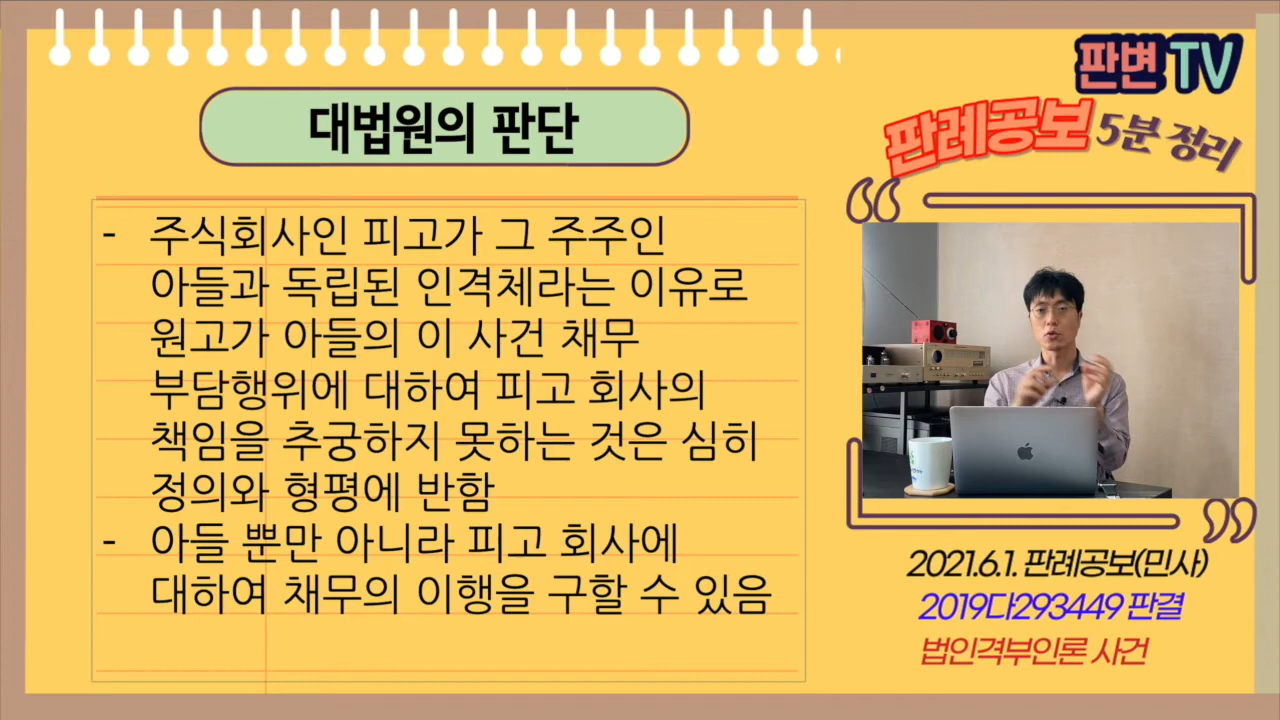 대법원의 판단
- 주식회사인 피고가 그 주주인
아들과 독립된 인격체라는 이유로
원고가 아들의 이 사건 채무
부담행위에 대하여 피고 회사의
책임을 추궁하지 못하는 것은 심히
정의와 형평에 반함
- 아들 뿐만 아니라 피고 회사에
대하여 채무의 이행을 구할 수 있음
판변 TV
판례공보 5분 정리
2021.6.1. 판례공보(민사)
2019다293449 판결
법인격부인론 사건